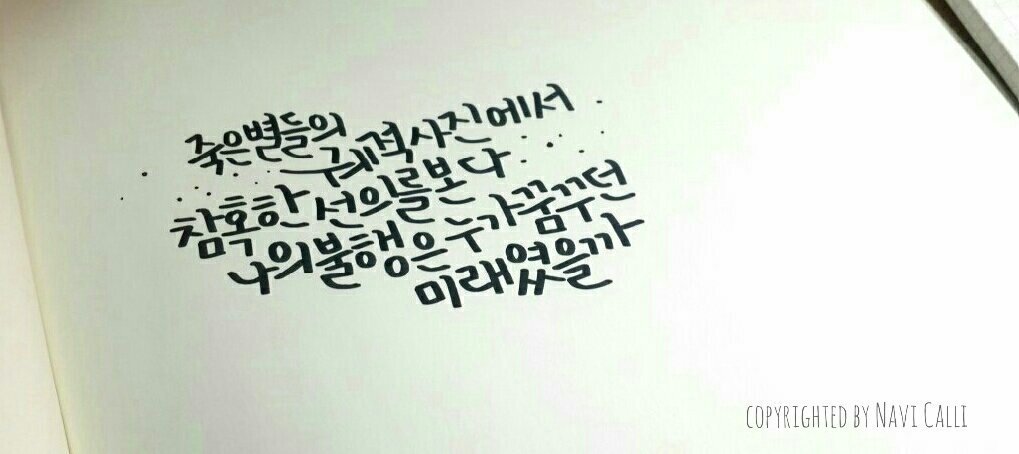 죽은별들의
궤적사진에서
참혹한 선의를본다
나의불행은누가꿈꾸던
미래였을까
COPYRIGHTED BY NAVI CALLI